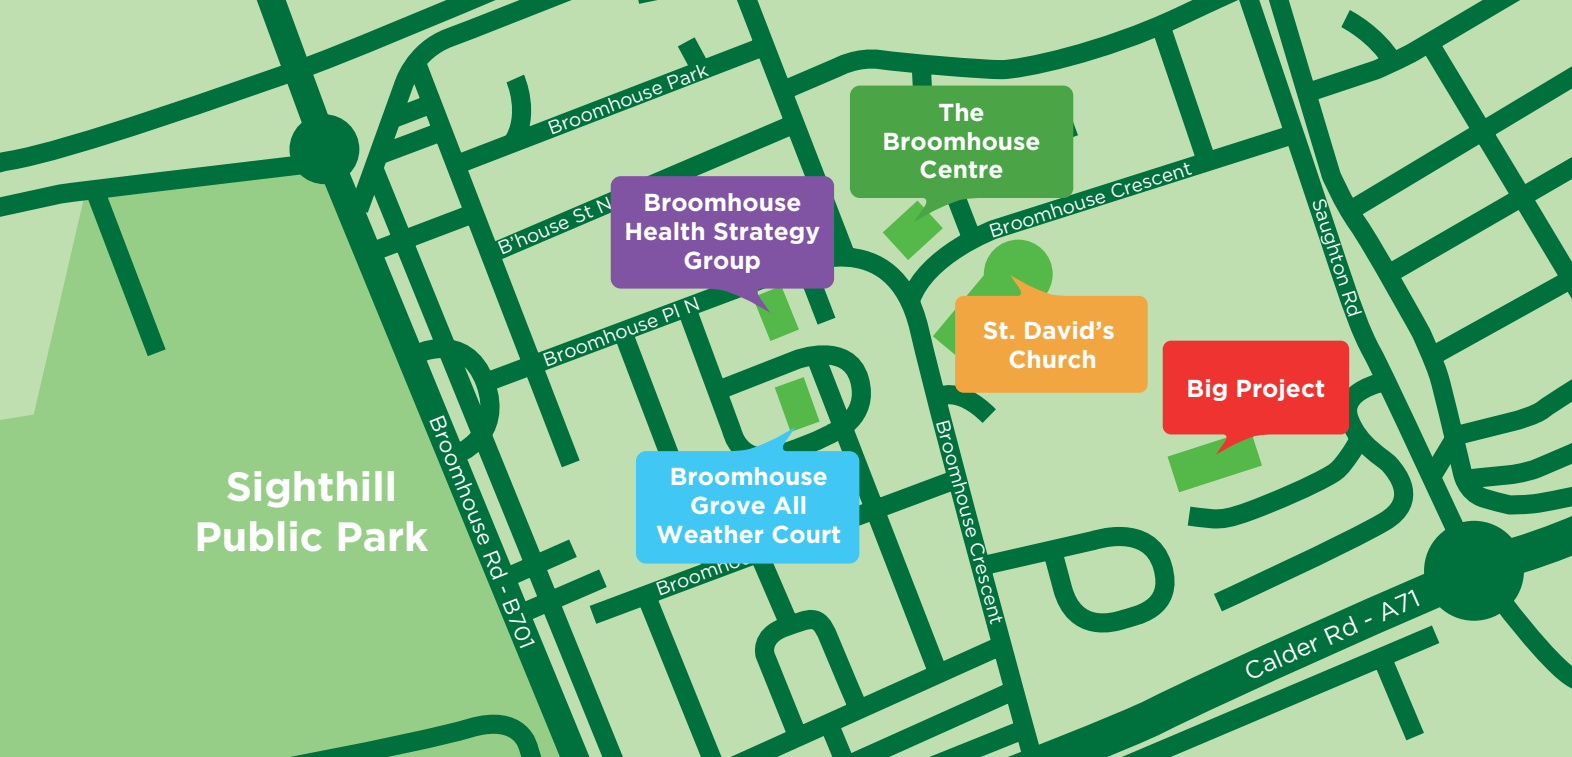 Broomhouse Park
The
Broomhouse
Centre
B'house St N
Broomhouse
Health Strategy
Group
Broomhouse Crescent
Saughton Rd
Broomhouse Pl N
St. David's
Church
Big Project
Broomhouse Rd - B701
Sighthill
Public Park
Broomhouse
Grove All
Weather Court
Broomhouse Crescent
Calder Rd - A71